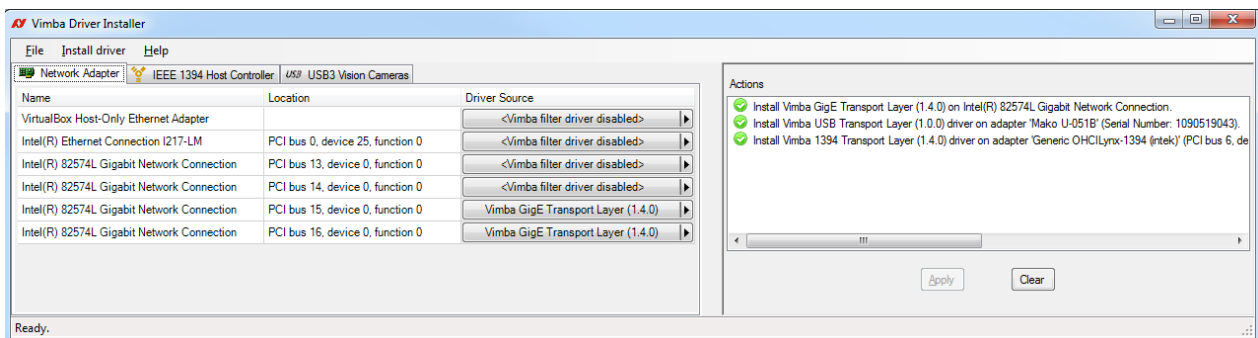 Vimba Driver Installer
File Install driver Help
Network Adapter IEEE 1394 Host Controller USB USB3 Vision Cameras
Name Location Driver Source
VirtualBox Host-Only Ethernet Adapter <Vimba filter driver disabled>
Intel(R) Ethernet Connection I217-LM PCI bus 0, device 25, function 0 <Vimba filter driver disabled>
Intel(R) 82574L Gigabit Network Connection PCI bus 13, device 0, function 0 <Vimba filter driver disabled>
Intel(R) 82574L Gigabit Network Connection PCI bus 14, device 0, function 0 <Vimba filter driver disabled>
Intel(R) 82574L Gigabit Network Connection PCI bus 15, device 0, function 0 Vimba GigE Transport Layer (1.4.0)
Intel(R) 82574L Gigabit Network Connection PCI bus 16, device 0, function 0 Vimba GigE Transport Layer (1.4.0)
Actions
Install Vimba GigE Transport Layer (1.4.0) on Intel(R) 82574L Gigabit Network Connection.
Install Vimba USB Transport Layer (1.0.0) driver on adapter 'Mako U-051B' (Serial Number: 1090519043).
Install Vimba 1394 Transport Layer (1.4.0) driver on adapter 'Generic OHCILynx-1394 (intek)' (PCI bus 6, de
Apply Clear
Ready.